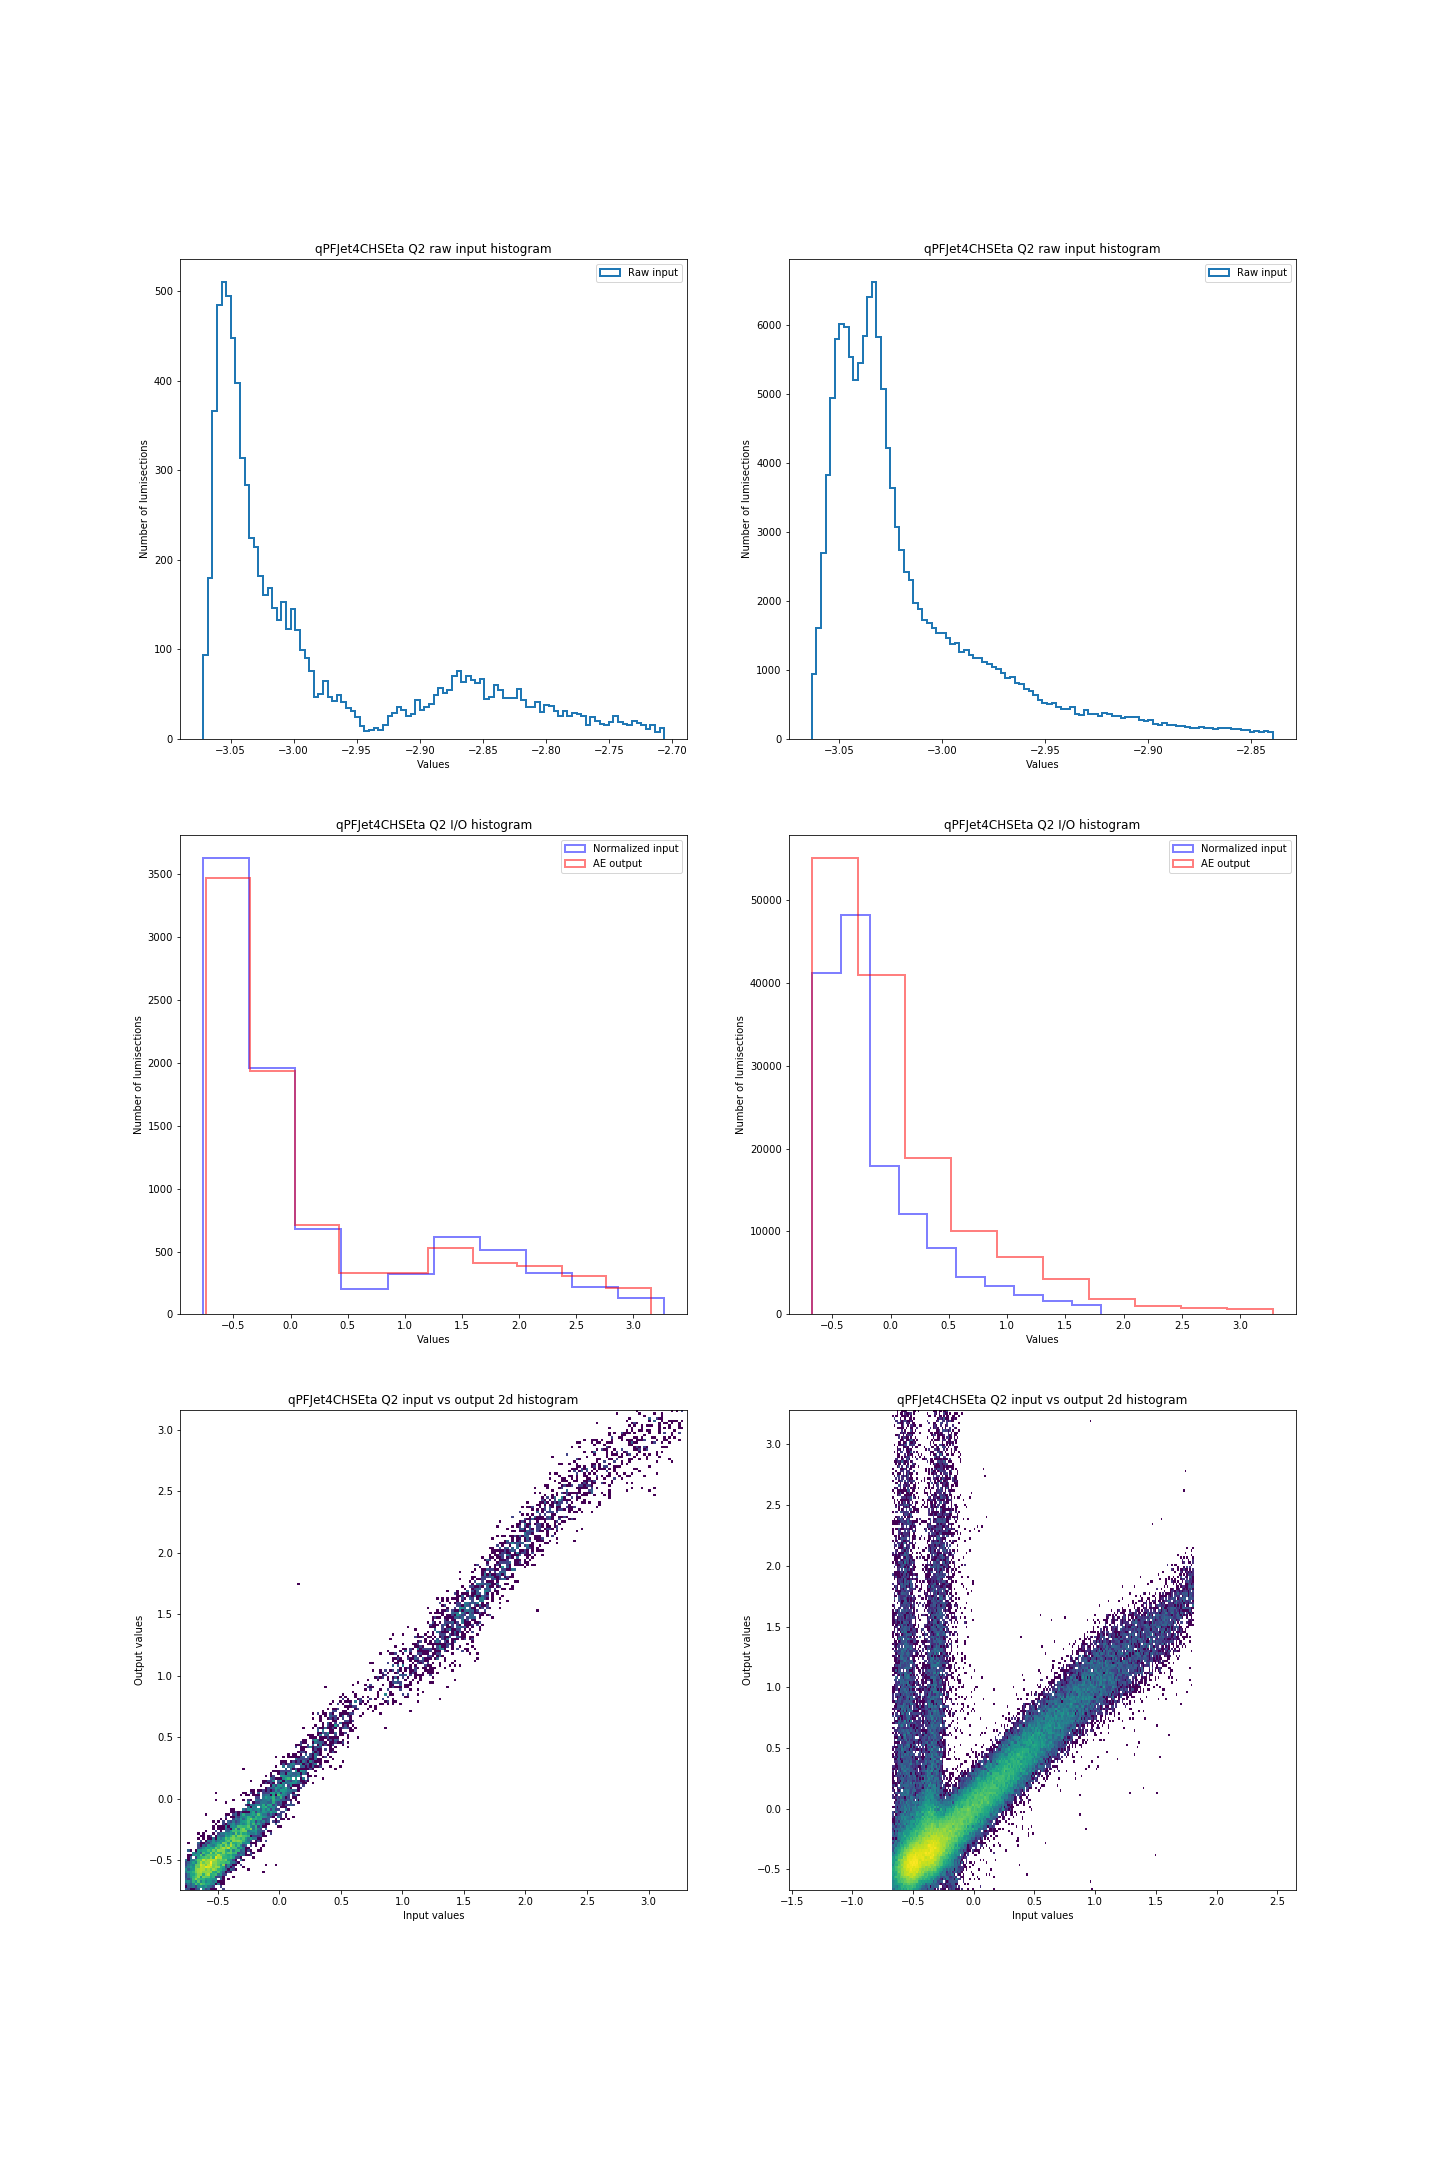 qPFJet4CHSEta Q2 raw input histogram
Raw input
500
400
300
200
100
0
Number of lumisections
−3.05 −3.00 −2.95 −2.90 −2.85 −2.80 −2.75 −2.70
Values
qPFJet4CHSEta Q2 raw input histogram
Raw input
6000
5000
4000
3000
2000
1000
0
Number of lumisections
−3.05 −3.00 −2.95 −2.90 −2.85
Values
qPFJet4CHSEta Q2 I/O histogram
Normalized input
AE output
3500
3000
2500
2000
1500
1000
500
0
Number of lumisections
−0.5 0.0 0.5 1.0 1.5 2.0 2.5 3.0
Values
qPFJet4CHSEta Q2 I/O histogram
Normalized input
AE output
50000
40000
30000
20000
10000
0
Number of lumisections
−0.5 0.0 0.5 1.0 1.5 2.0 2.5 3.0
Values
qPFJet4CHSEta Q2 input vs output 2d histogram
3.0
2.5
2.0
1.5
1.0
0.5
0.0
−0.5
Output values
−0.5 0.0 0.5 1.0 1.5 2.0 2.5 3.0
Input values
qPFJet4CHSEta Q2 input vs output 2d histogram
3.0
2.5
2.0
1.5
1.0
0.5
0.0
−0.5
Output values
−1.5 −1.0 −0.5 0.0 0.5 1.0 1.5 2.0 2.5
Input values